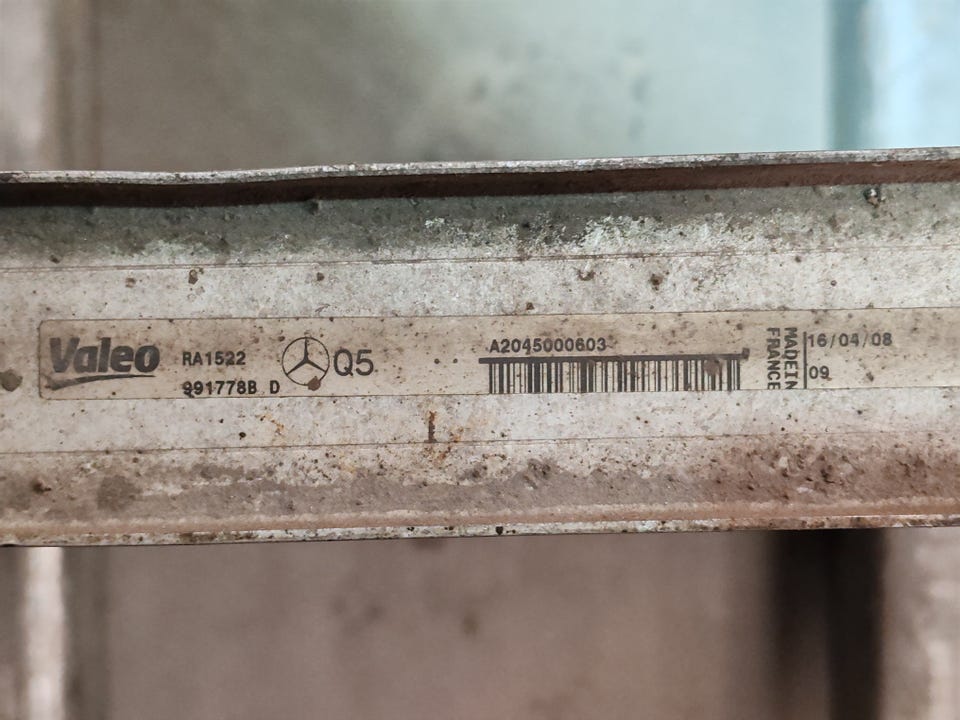 Valeo
RA1522
991778B D
Q5
A2045000603
MADE IN
FRANCE
16/04/08
09